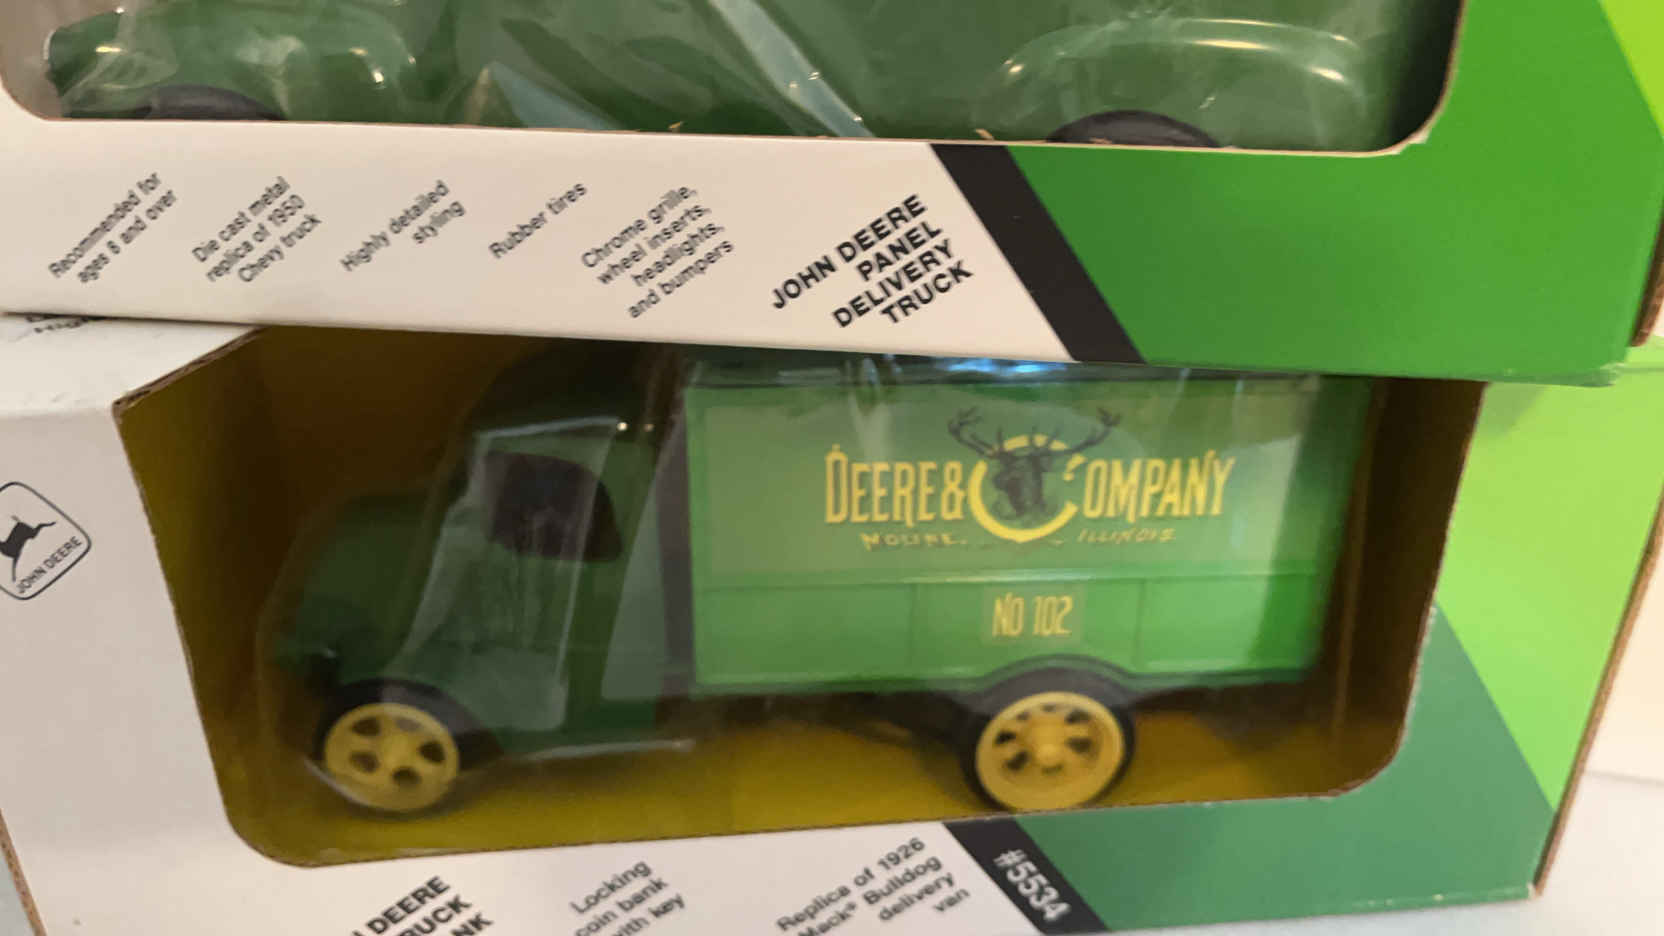 Recommended for
ages 8 and over
Die cast metal
replica of 1950
Chevy truck
Highly detailed
styling
Rubber tires
Chrome grille,
wheel inserts,
headlights,
and bumpers
JOHN DEERE
PANEL
DELIVERY
TRUCK
JOHN DEERE
DEERE & COMPANY
MOLINE, ILLINOIS
NO 102
DEERE
Locking
coin bank
with key
Replica of 1926
Mack® Bulldog
delivery
van
#5534